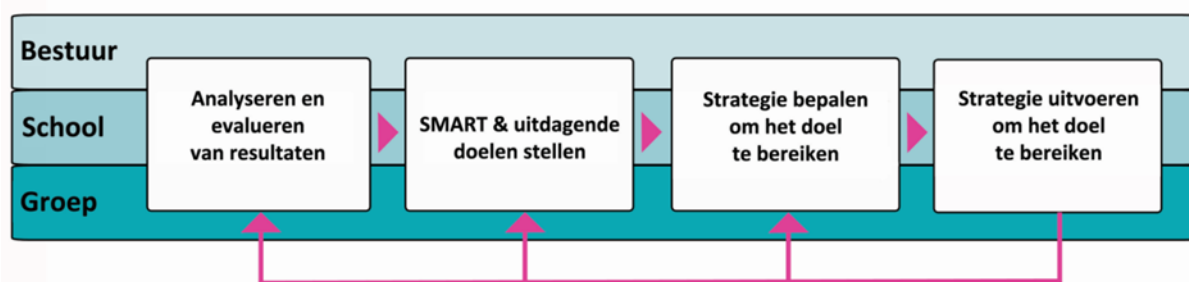 Bestuur
School
Groep
Analyseren en
evalueren
van resultaten
SMART & uitdagende
doelen stellen
Strategie bepalen
om het doel
te bereiken
Strategie uitvoeren
om het doel
te bereiken